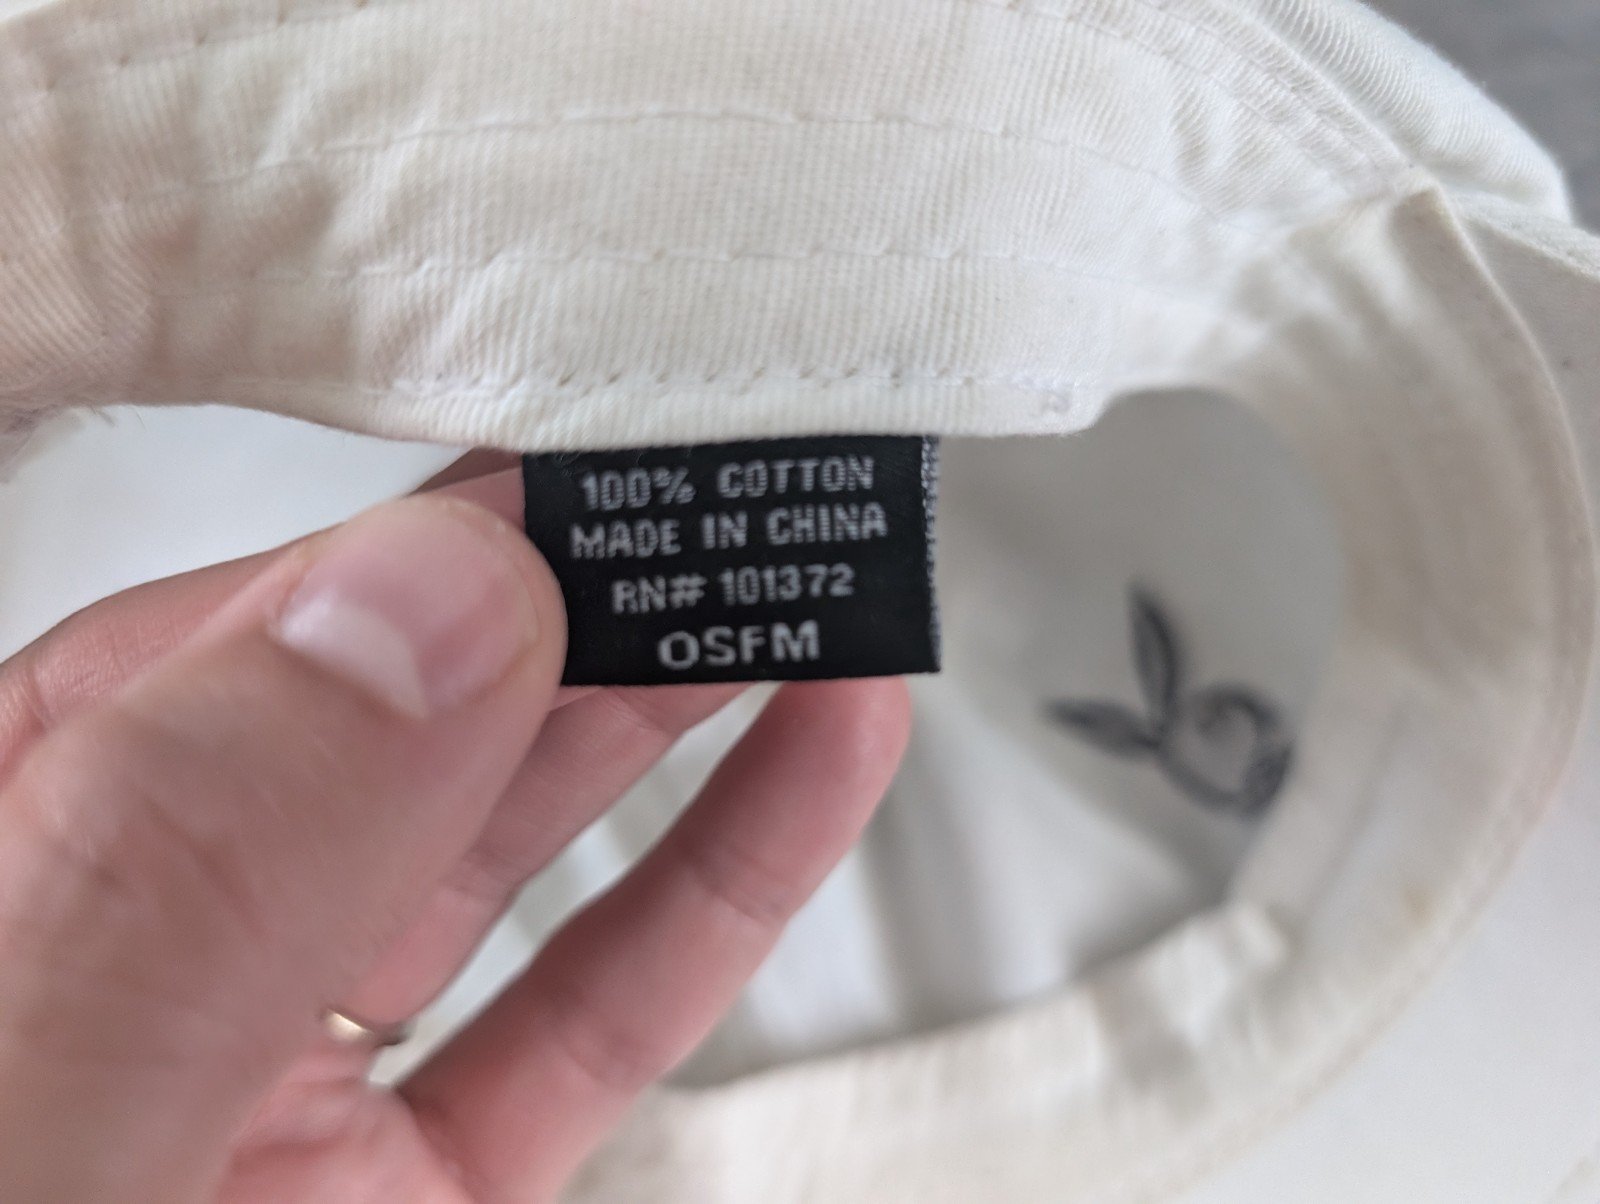 100% COTTON
MADE IN CHINA
RN# 101372
OSFM